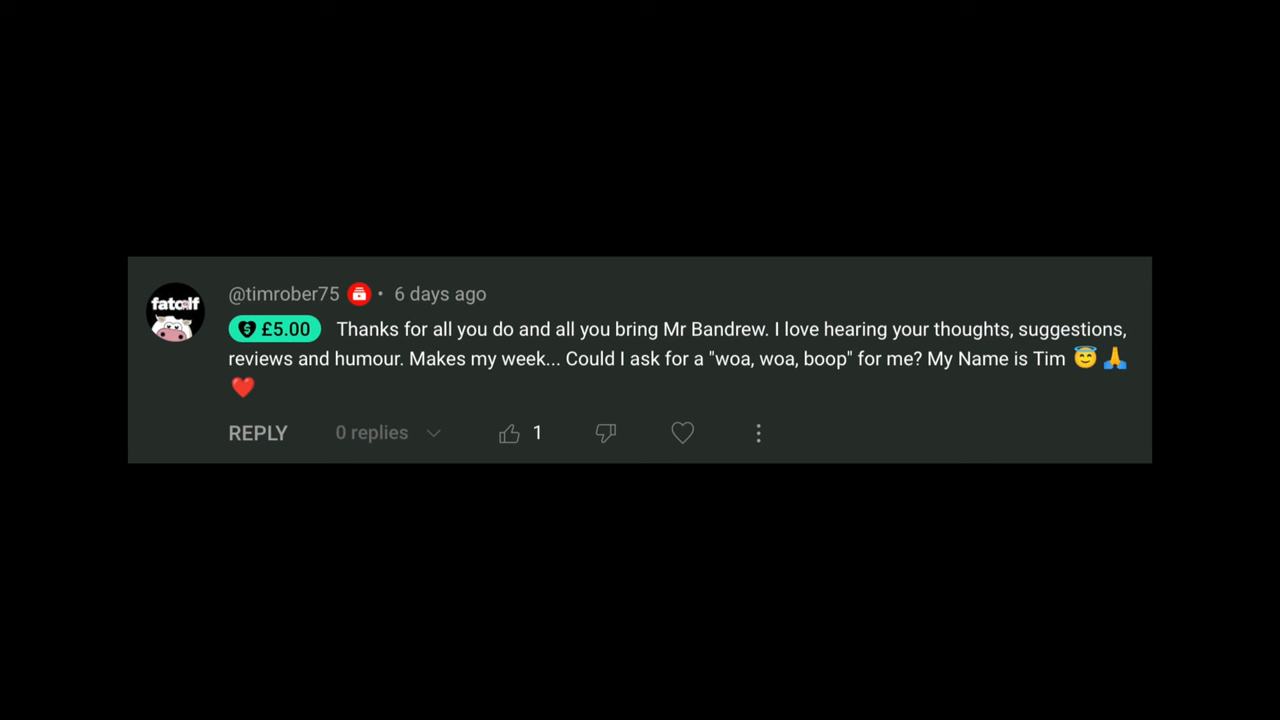 fatcalf
@timrober75 • 6 days ago
£5.00 Thanks for all you do and all you bring Mr Bandrew. I love hearing your thoughts, suggestions,
reviews and humour. Makes my week... Could I ask for a "woa, woa, boop" for me? My Name is Tim 😇 🙏
❤️
REPLY 0 replies 1